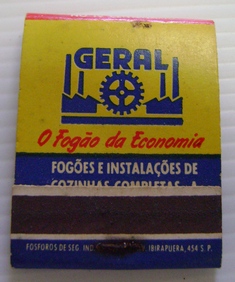 GERAL
O Fogão da Economia
FOGÕES E INSTALAÇÕES DE
COZINHAS COMPLETAS A
FOSFOROS DE SEG. IBIRAPUERA, 454 S. P.